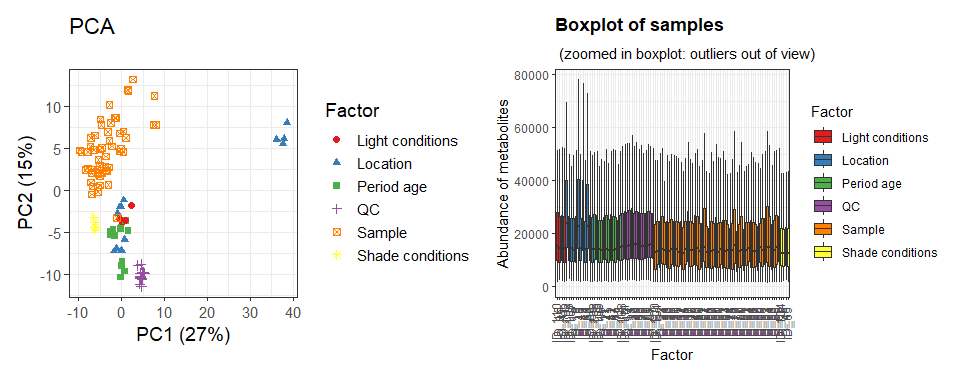 PCA
PC2 (15%)
10
5
0
-5
-10
-10 0 10 20 30 40
PC1 (27%)
Factor
Light conditions
Location
Period age
QC
Sample
Shade conditions
Boxplot of samples
(zoomed in boxplot: outliers out of view)
Abundance of metabolites
80000
60000
40000
20000
0
Factor
Factor
Light conditions
Location
Period age
QC
Sample
Shade conditions